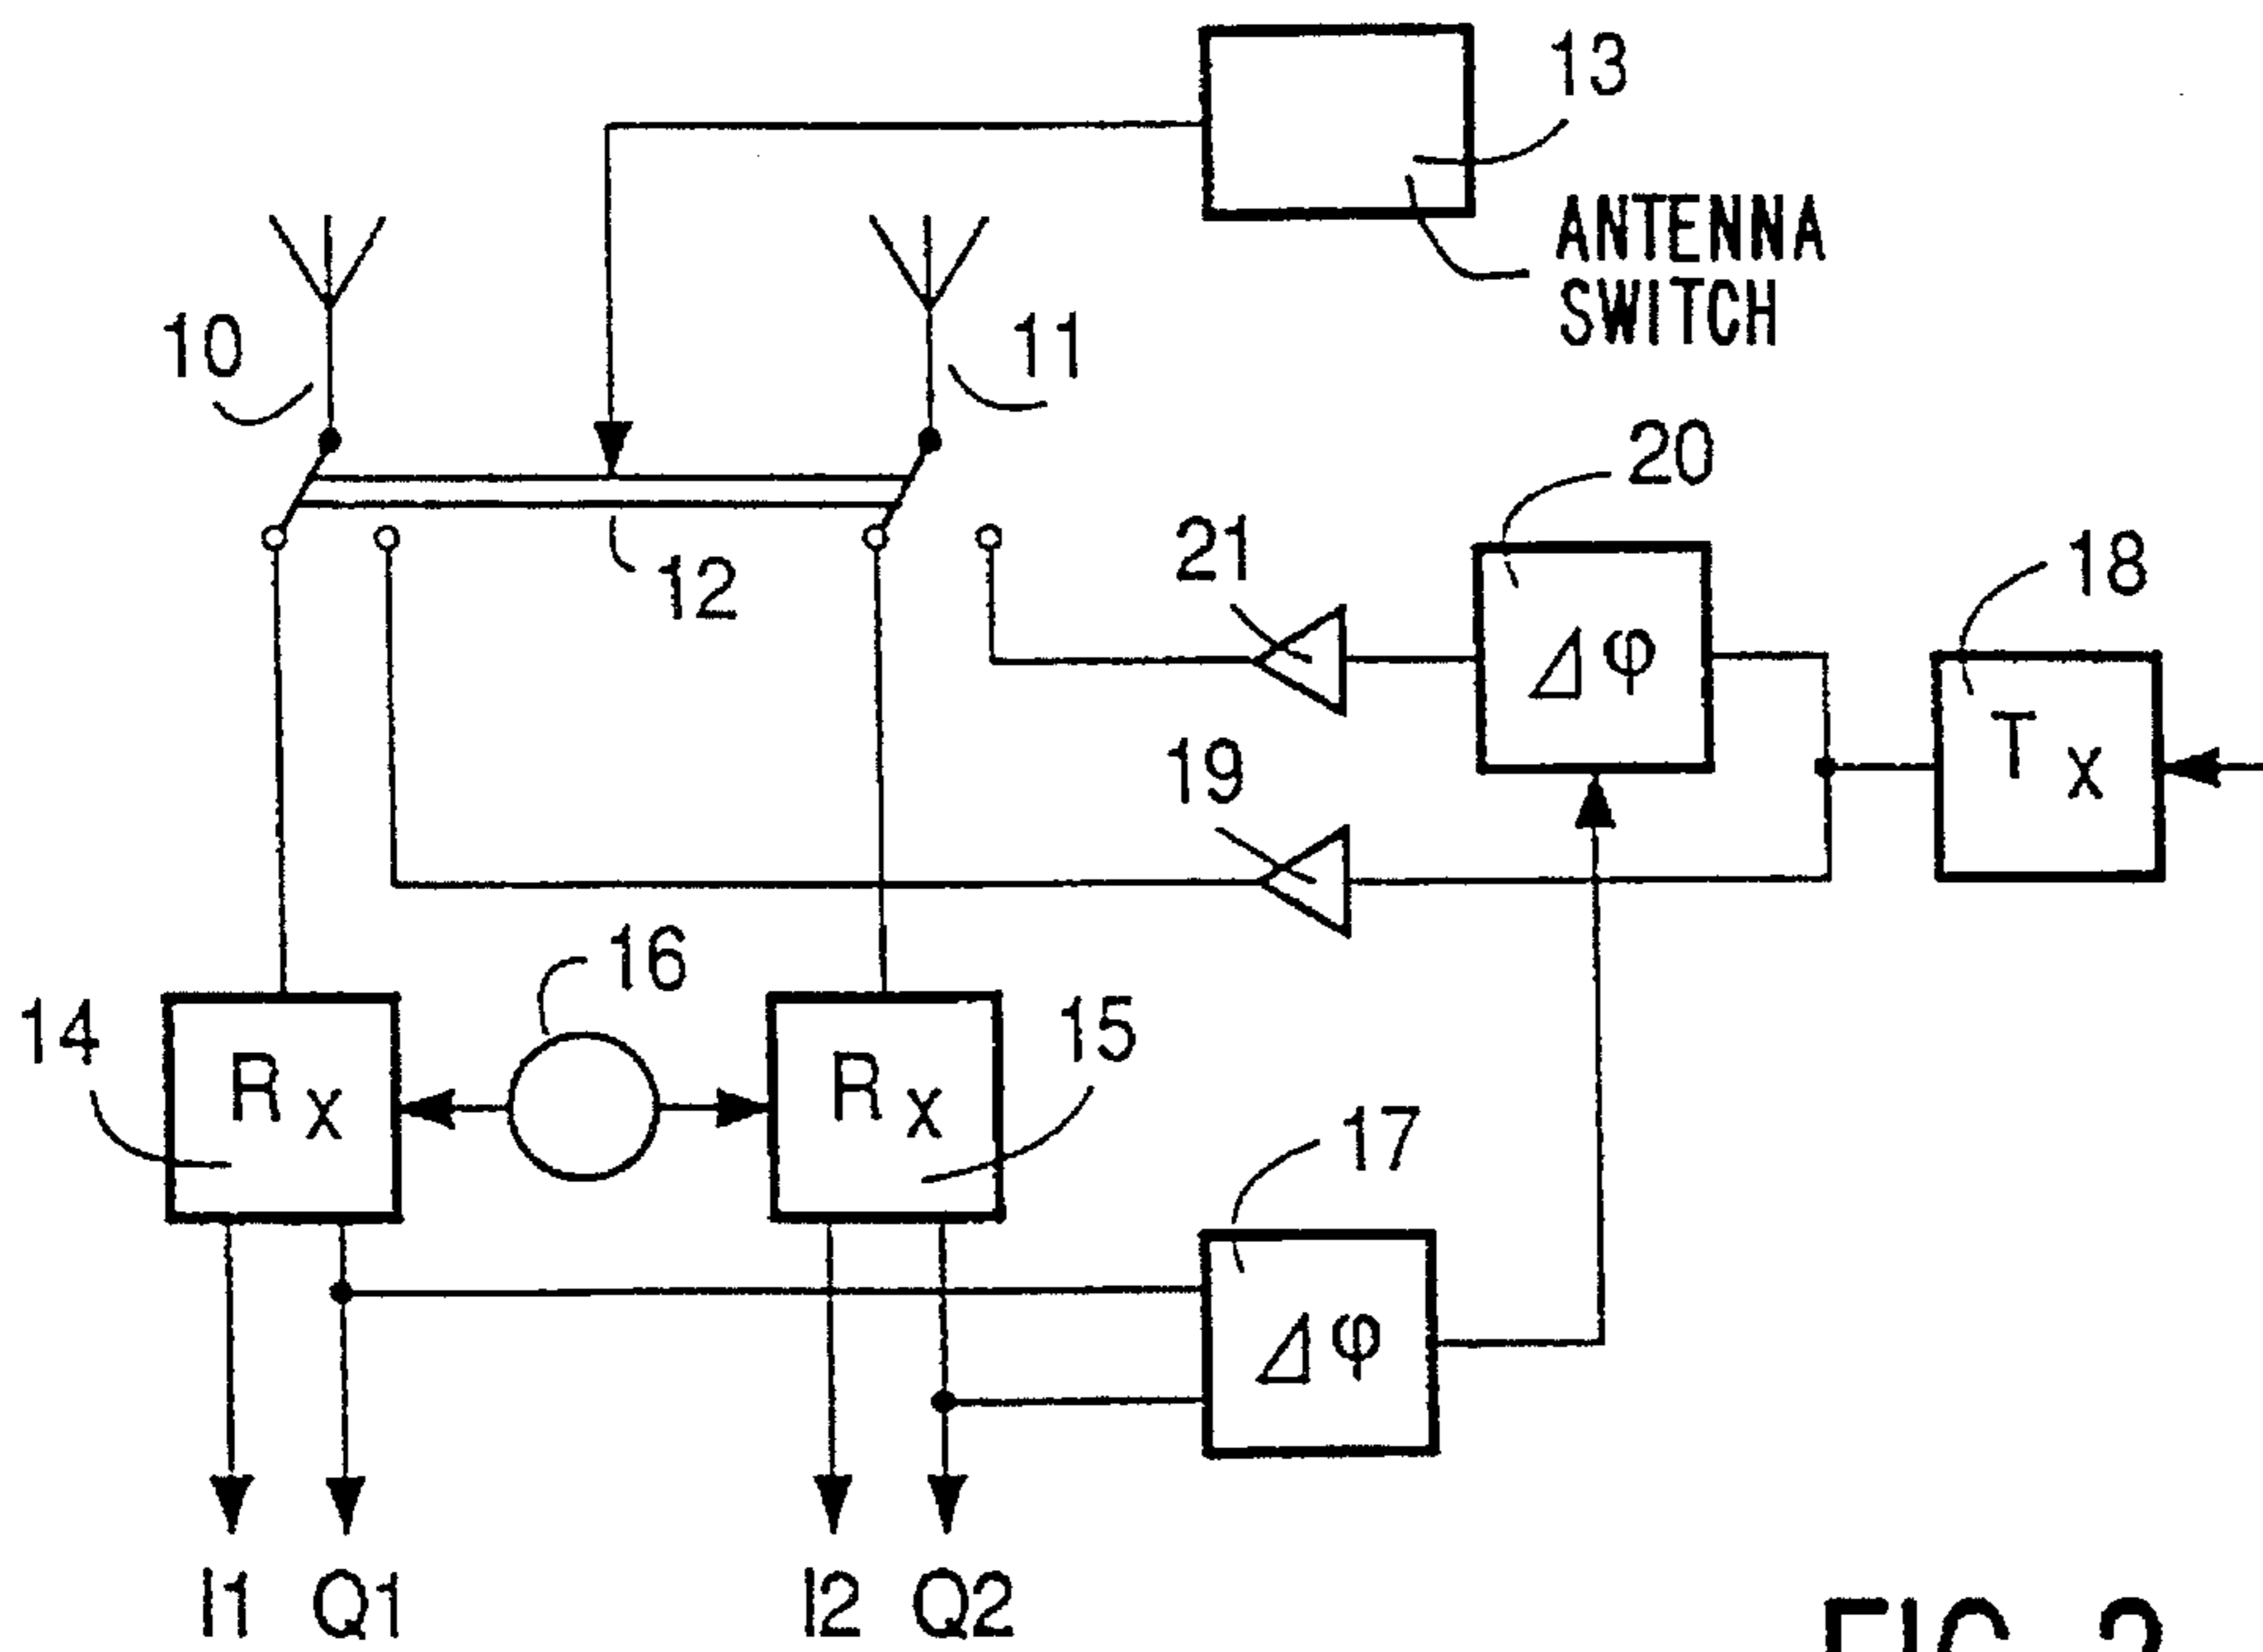 13
ANTENNA
SWITCH
10
11
20
12
21
18
Δφ
Tx
19
16
14
15
Rx
Rx
17
Δφ
I1 Q1 I2 Q2